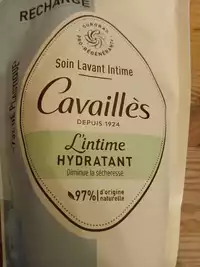 RECHARGE
Soin Lavant Intime
Cavaillès
DEPUIS 1924
L'intime
HYDRATANT
Diminue la sécheresse
97% d'origine
naturelle